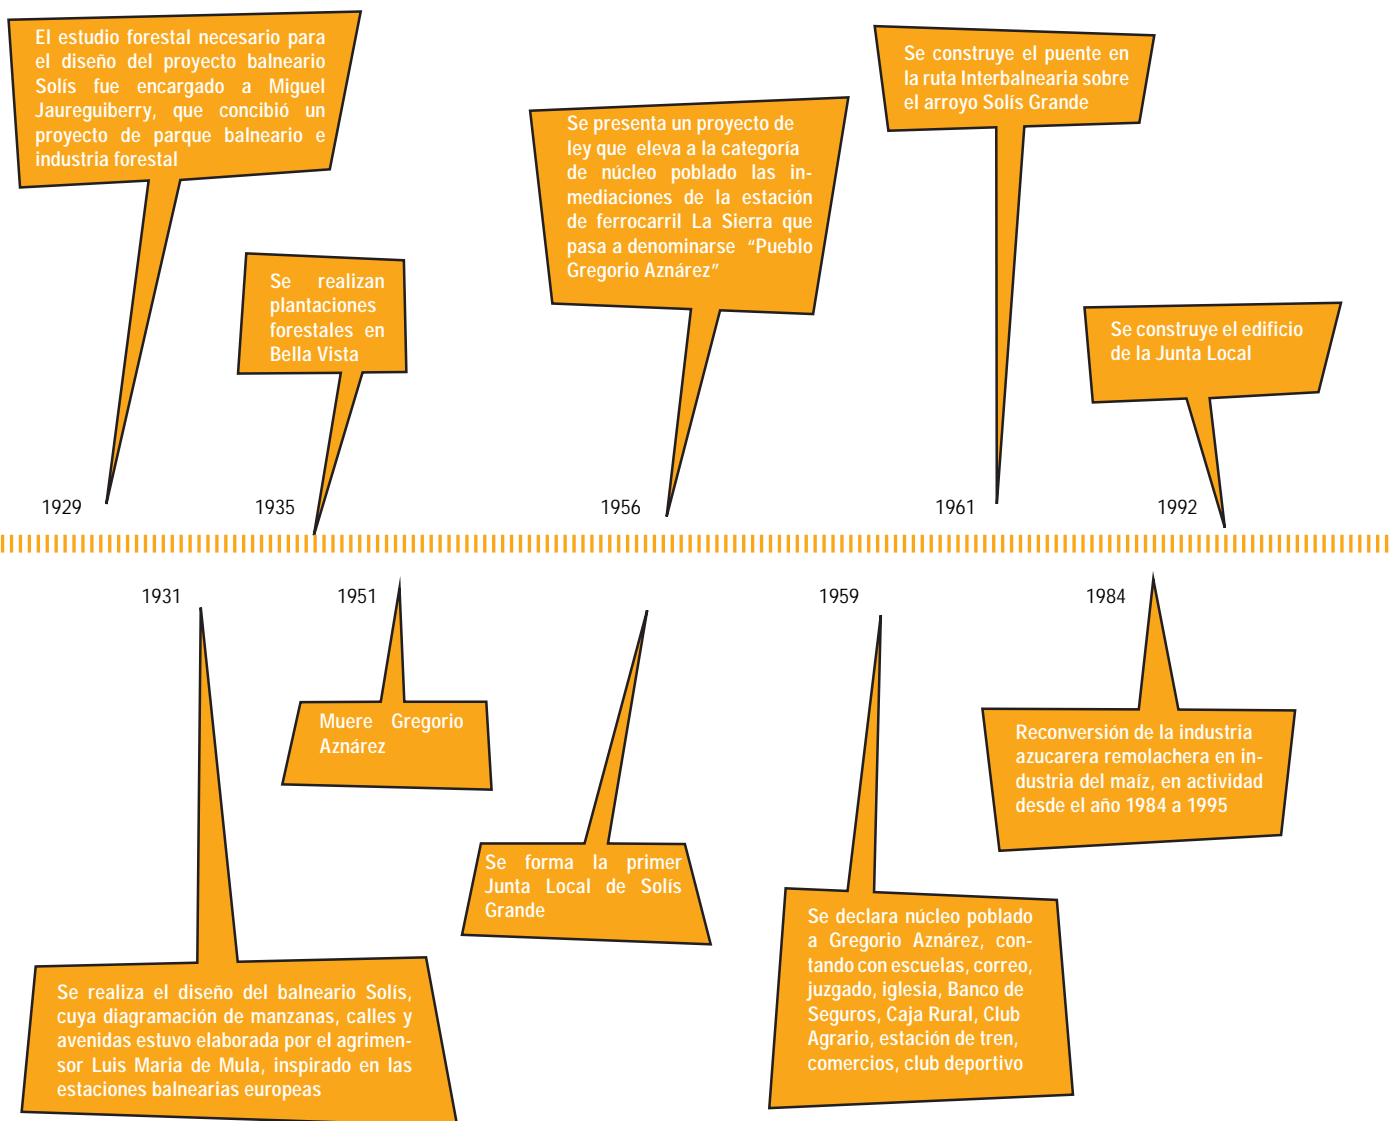 El estudio forestal necesario para
el diseño del proyecto balneario
Solís fue encargado a Miguel
Jaureguiberry, que concibió un
proyecto de parque balneario e
industria forestal
1929
Se realizan
plantaciones
forestales en
Bella Vista
1935
Se presenta un proyecto de
ley que eleva a la categoría
de núcleo poblado las in-
mediaciones de la estación
de ferrocarril La Sierra que
pasa a denominarse “Pueblo
Gregorio Aznárez”
1956
Se construye el puente en
la ruta Interbalnearia sobre
el arroyo Solís Grande
1961
Se construye el edificio
de la Junta Local
1992
1931
Se realiza el diseño del balneario Solís,
cuya diagramación de manzanas, calles y
avenidas estuvo elaborada por el agrimen-
sor Luis Maria de Mula, inspirado en las
estaciones balnearias europeas
1951
Muere Gregorio
Aznárez
Se forma la primer
Junta Local de Solís
Grande
1959
Se declara núcleo poblado
a Gregorio Aznárez, con-
tando con escuelas, correo,
juzgado, iglesia, Banco de
Seguros, Caja Rural, Club
Agrario, estación de tren,
comercios, club deportivo
1984
Reconversión de la industria
azucarera remolachera en in-
dustria del maíz, en actividad
desde el año 1984 a 1995